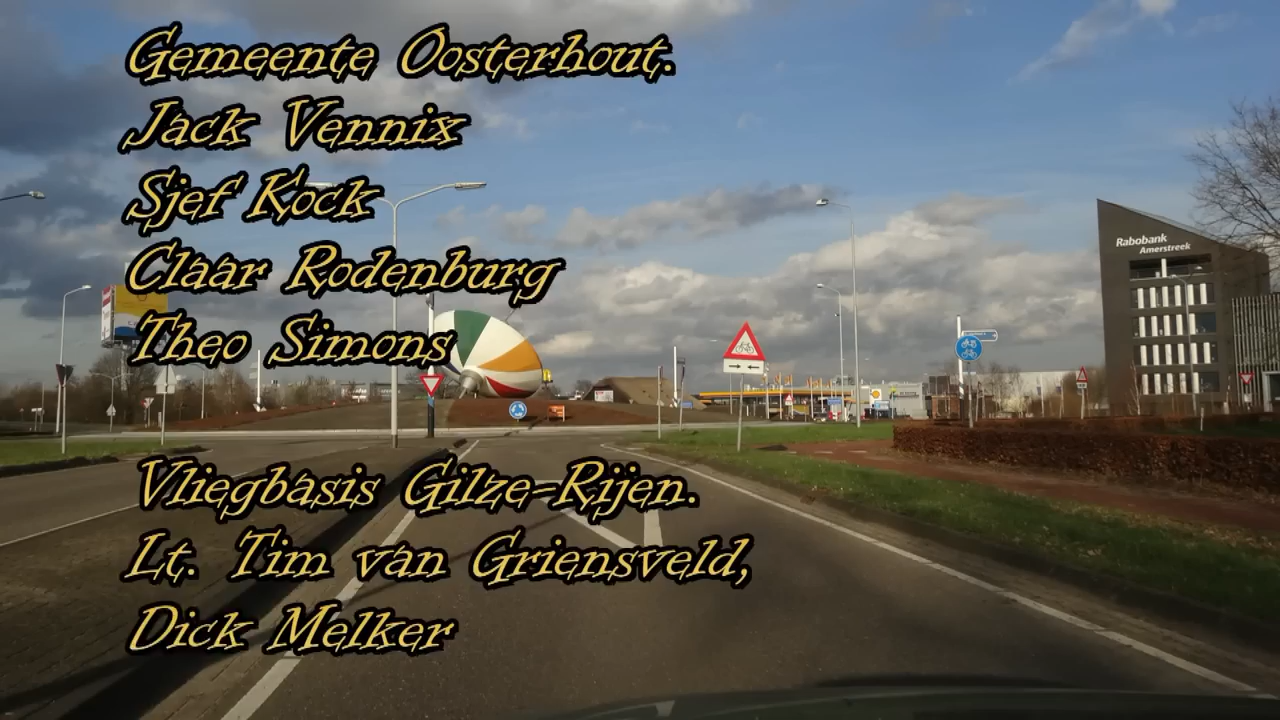 Gemeente Oosterhout.
Jack Vennix
Sjef Kock
Claar Rodenburg
Theo Simons
Rabobank
Amerstreek
Vliegbasis Gilze-Rijen.
Lt. Tim van Griensveld,
Dick Melker